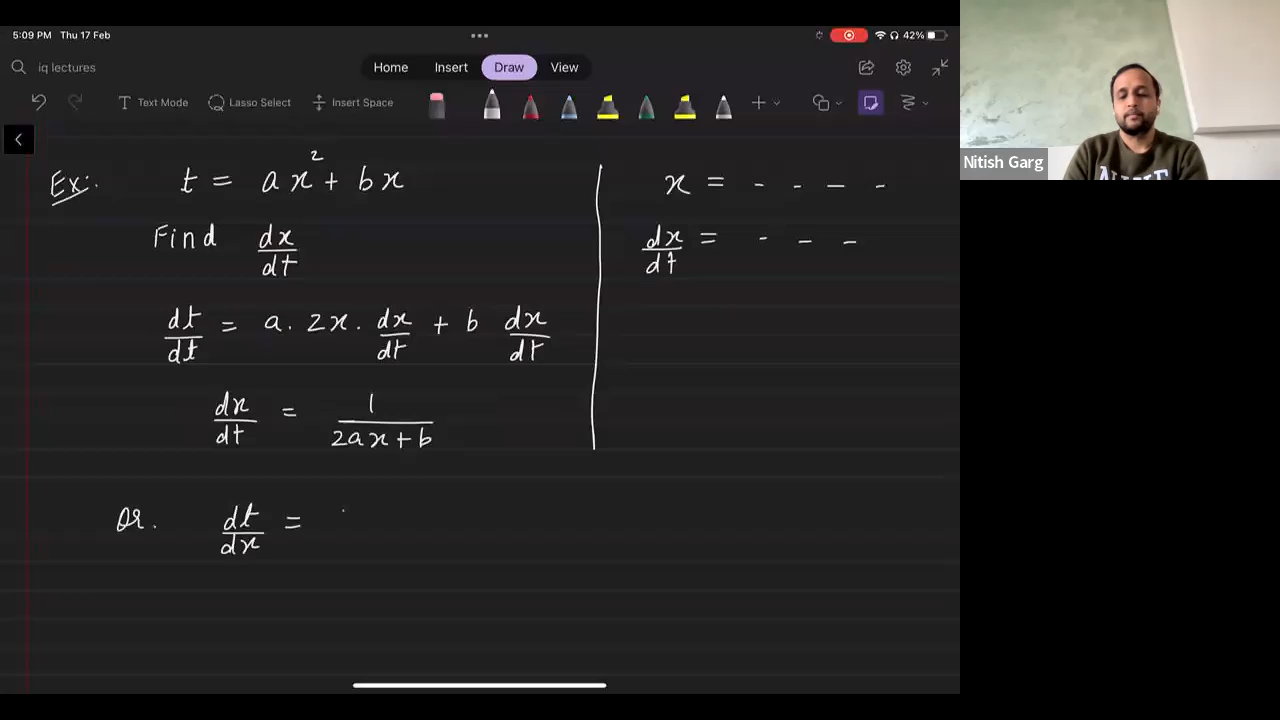 5:09 PM Thu 17 Feb
42%
iq lectures
Home Insert Draw View
Text Mode Lasso Select Insert Space
Nitish Garg
Ex:. t = ax² + bx
Find dx/dt
dt/dt = a. 2x. dx/dt + b dx/dt
dx/dt = 1/(2ax+b)
Or. dt/dx =
x = - - - -
dx/dt = - - -